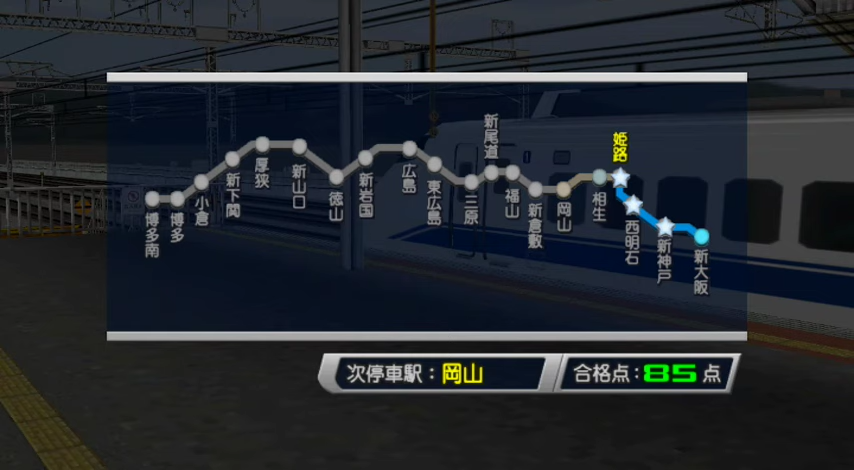 博多南
博多
小倉
新下関
厚狭
新山口
徳山
新岩国
広島
東広島
三原
新尾道
福山
新倉敷
岡山
相生
姫路
西明石
新神戸
新大阪
次停車駅：岡山
合格点：85点